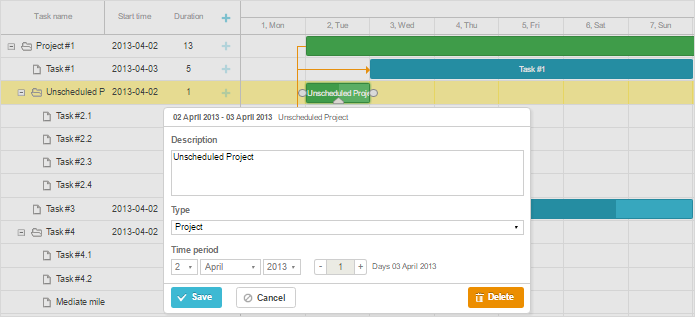 Task name Start time Duration + 1, Mon 2, Tue 3, Wed 4, Thu 5, Fri 6, Sat 7, Sun
Project #1 2013-04-02 13 +
Task #1 2013-04-03 5 + Task #1
Unscheduled P 2013-04-02 1 + Unscheduled Proje
Task #2.1
02 April 2013 - 03 April 2013 Unscheduled Project
Task #2.2
Description
Unscheduled Project
Task #2.3
Task #2.4
Task #3 2013-04-02
Type
Project
Task #4 2013-04-02
Time period
Task #4.1
2 April 2013 - 1 + Days 03 April 2013
Task #4.2
Save Cancel Delete
Mediate mile